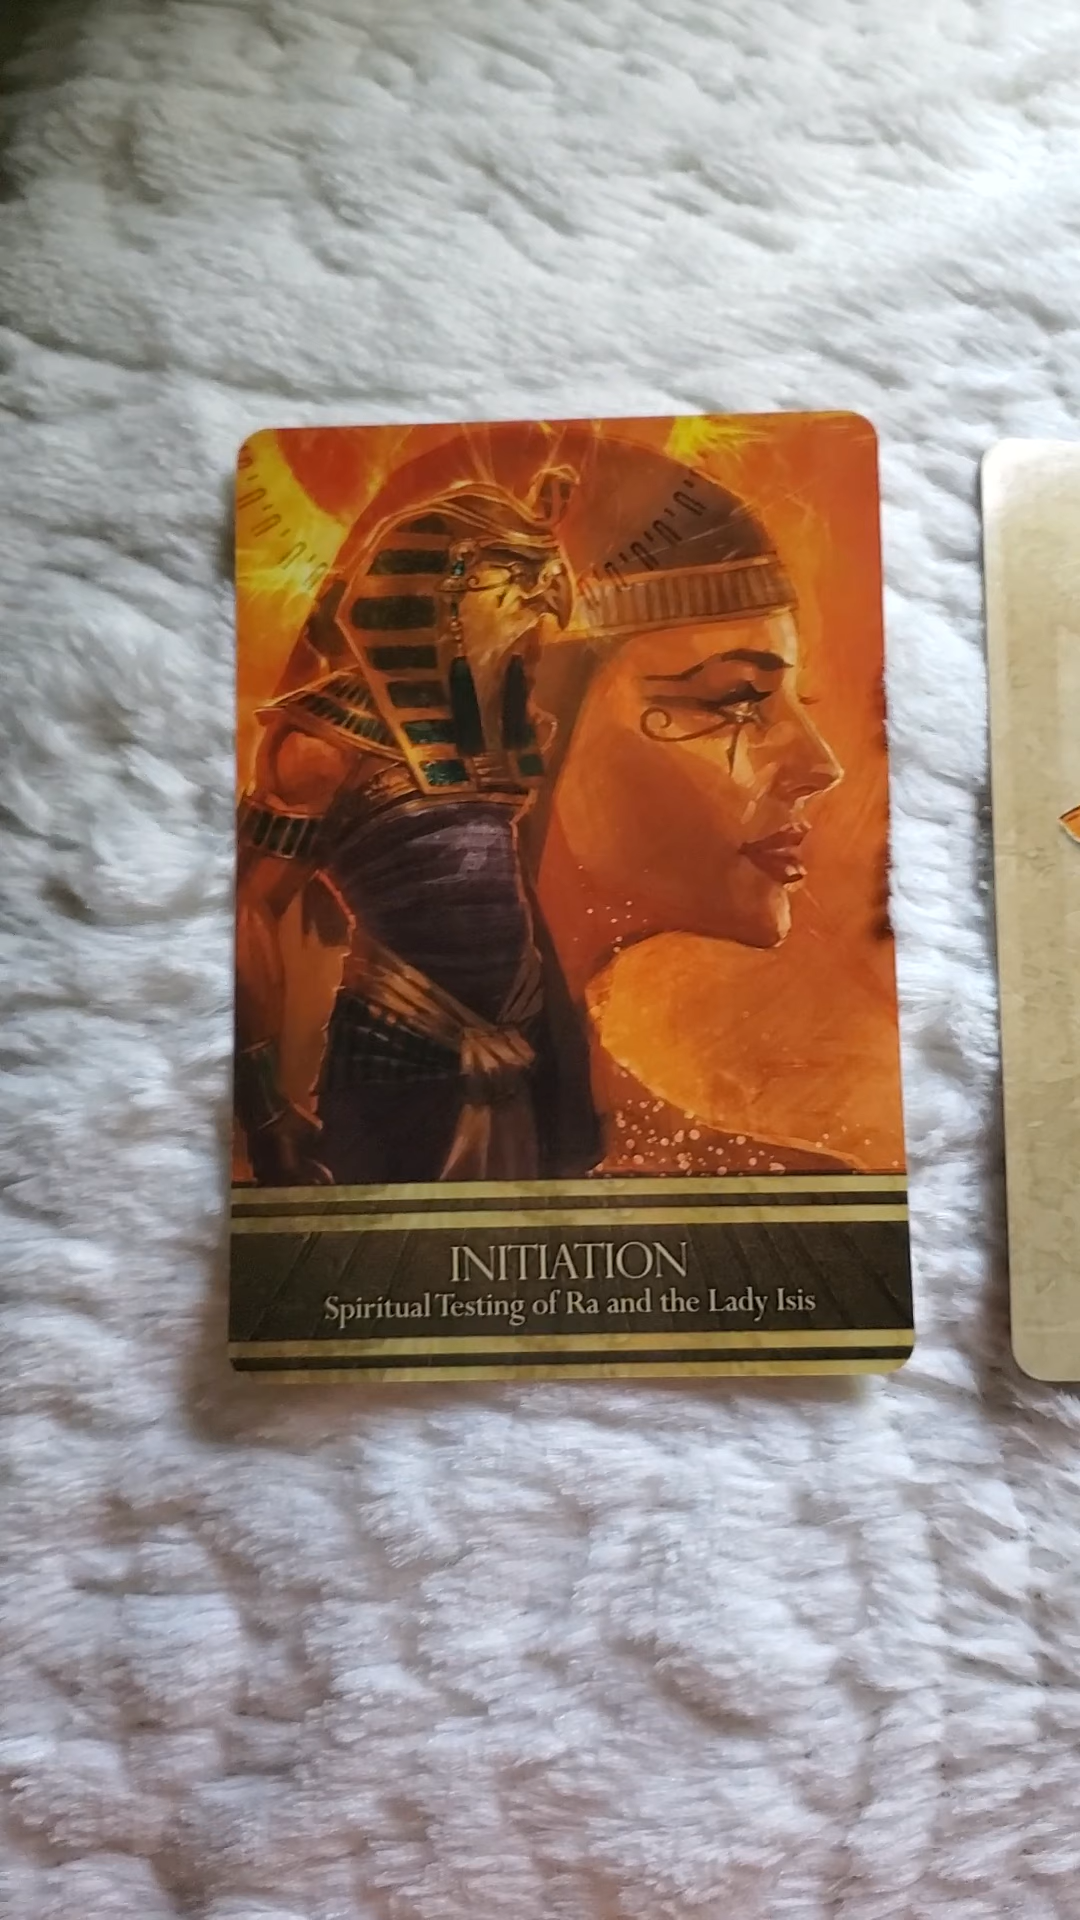 INITIATION
Spiritual Testing of Ra and the Lady Isis